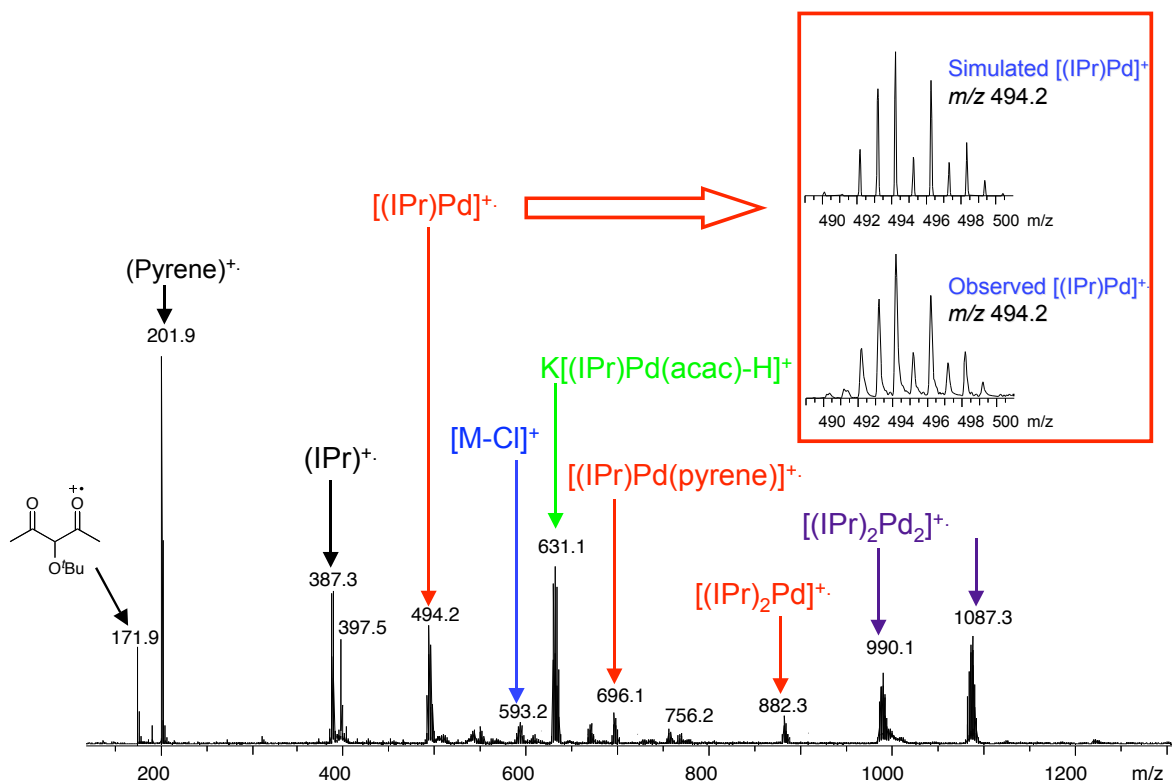 Simulated [(IPr)Pd]⁺·
m/z 494.2
490 492 494 496 498 500 m/z
Observed [(IPr)Pd]⁺·
m/z 494.2
490 492 494 496 498 500 m/z
[(IPr)Pd]⁺·
(Pyrene)⁺·
201.9
K[(IPr)Pd(acac)-H]⁺
[M-Cl]⁺
(IPr)⁺·
[(IPr)Pd(pyrene)]⁺·
O +• O
OᵗBu
[(IPr)₂Pd₂]⁺·
631.1
387.3
[(IPr)₂Pd]⁺·
171.9
397.5
494.2
1087.3
990.1
593.2
696.1
756.2
882.3
200 400 600 800 1000 1200 m/z